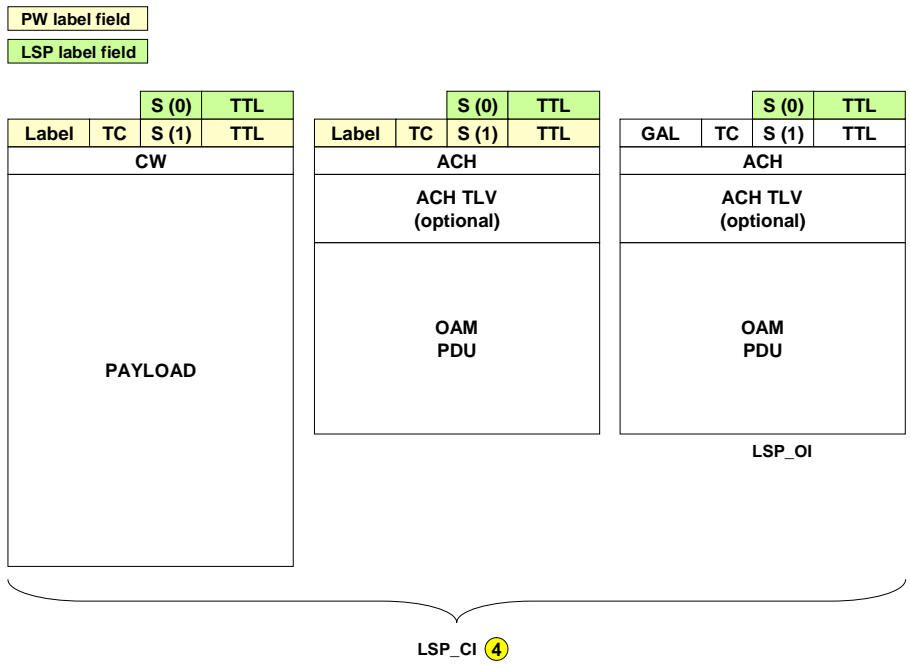 PW label field
LSP label field
S (0) TTL
Label TC S (1) TTL
CW
PAYLOAD
S (0) TTL
Label TC S (1) TTL
ACH
ACH TLV
(optional)
OAM
PDU
S (0) TTL
GAL TC S (1) TTL
ACH
ACH TLV
(optional)
OAM
PDU
LSP_OI
LSP_CI 4